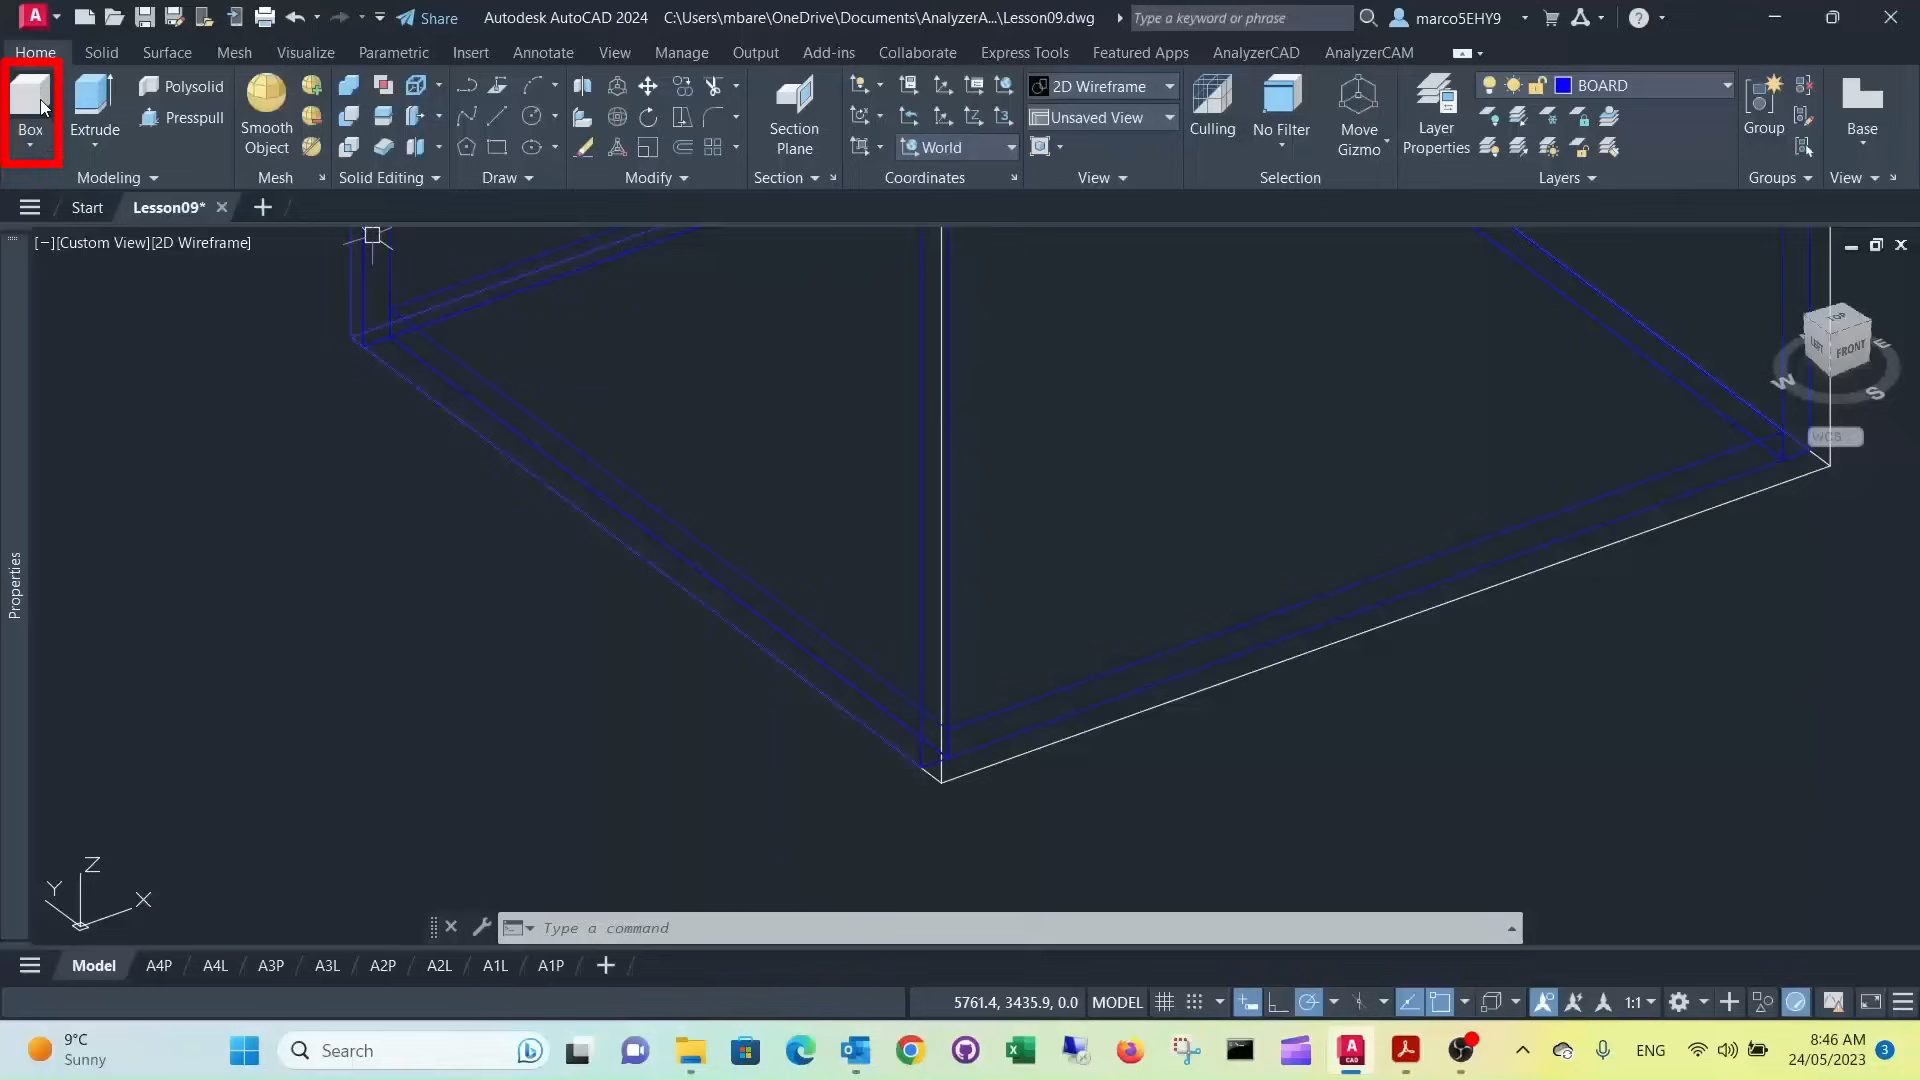 A Share Autodesk AutoCAD 2024 C:\Users\mbare\OneDrive\Documents\AnalyzerA...\Lesson09.dwg Type a keyword or phrase marco5EHY9
Home Solid Surface Mesh Visualize Parametric Insert Annotate View Manage Output Add-ins Collaborate Express Tools Featured Apps AnalyzerCAD AnalyzerCAM
Box Extrude Polysolid Presspull Smooth Object Section Plane 2D Wireframe Unsaved View World Culling No Filter Move Gizmo Layer Properties BOARD Group Base
Modeling Mesh Solid Editing Draw Modify Section Coordinates View Selection Layers Groups View
Start Lesson09*
[−][Custom View][2D Wireframe]
TOP
LEFT FRONT E
W S
WCS
Properties
Z
Y X
Type a command
Model A4P A4L A3P A3L A2P A2L A1L A1P
5761.4, 3435.9, 0.0 MODEL 1:1
9°C
Sunny
Search
ENG
8:46 AM
24/05/2023
3